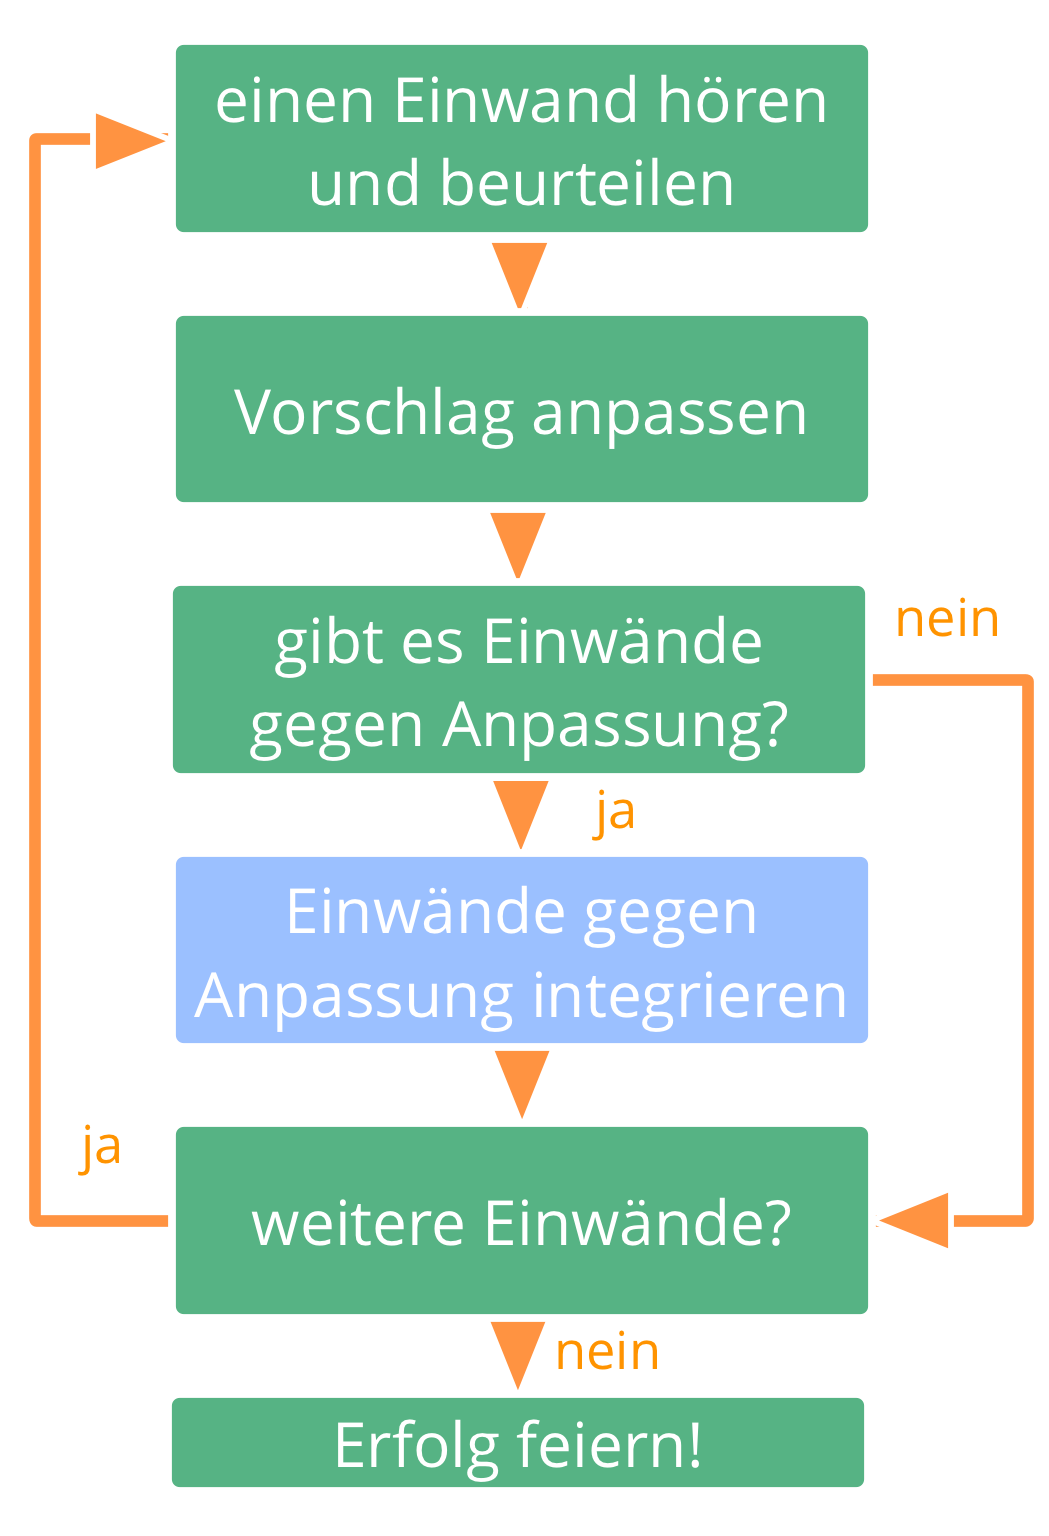 einen Einwand hören
und beurteilen
Vorschlag anpassen
gibt es Einwände
gegen Anpassung?
nein
ja
Einwände gegen
Anpassung integrieren
ja
weitere Einwände?
nein
Erfolg feiern!